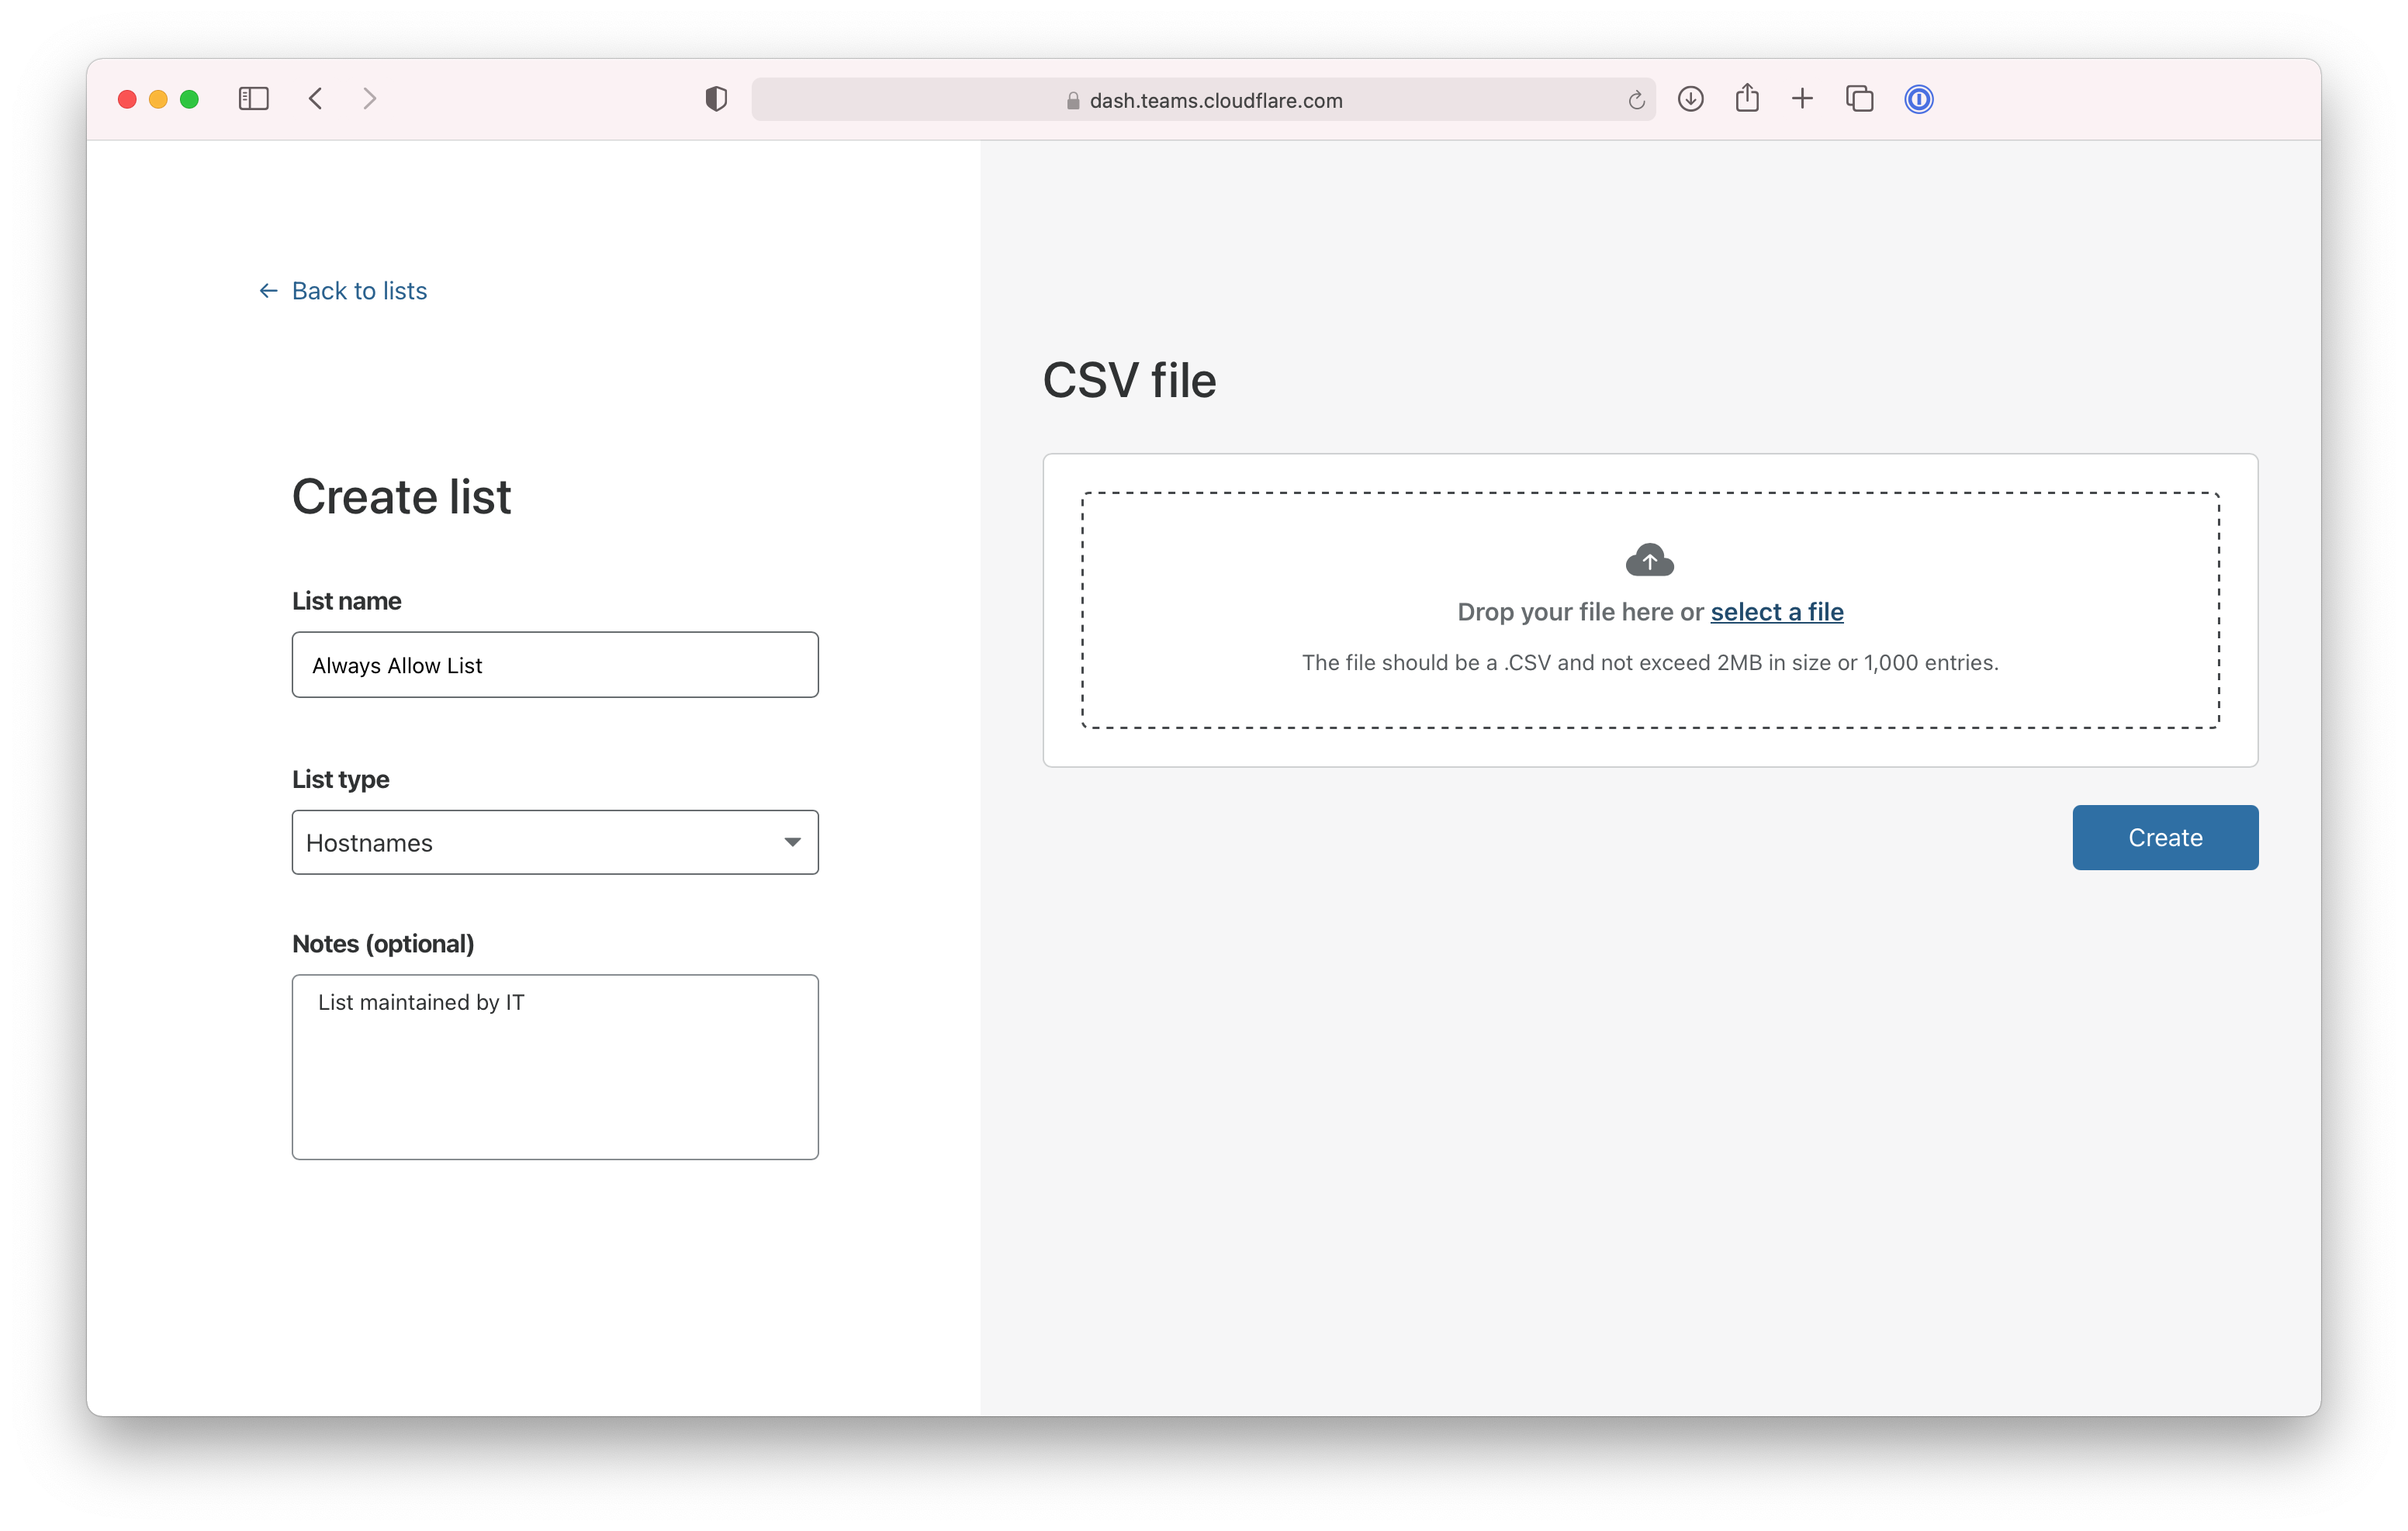 dash.teams.cloudflare.com
← Back to lists
Create list
List name
Always Allow List
List type
Hostnames
Notes (optional)
List maintained by IT
CSV file
Drop your file here or select a file
The file should be a .CSV and not exceed 2MB in size or 1,000 entries.
Create